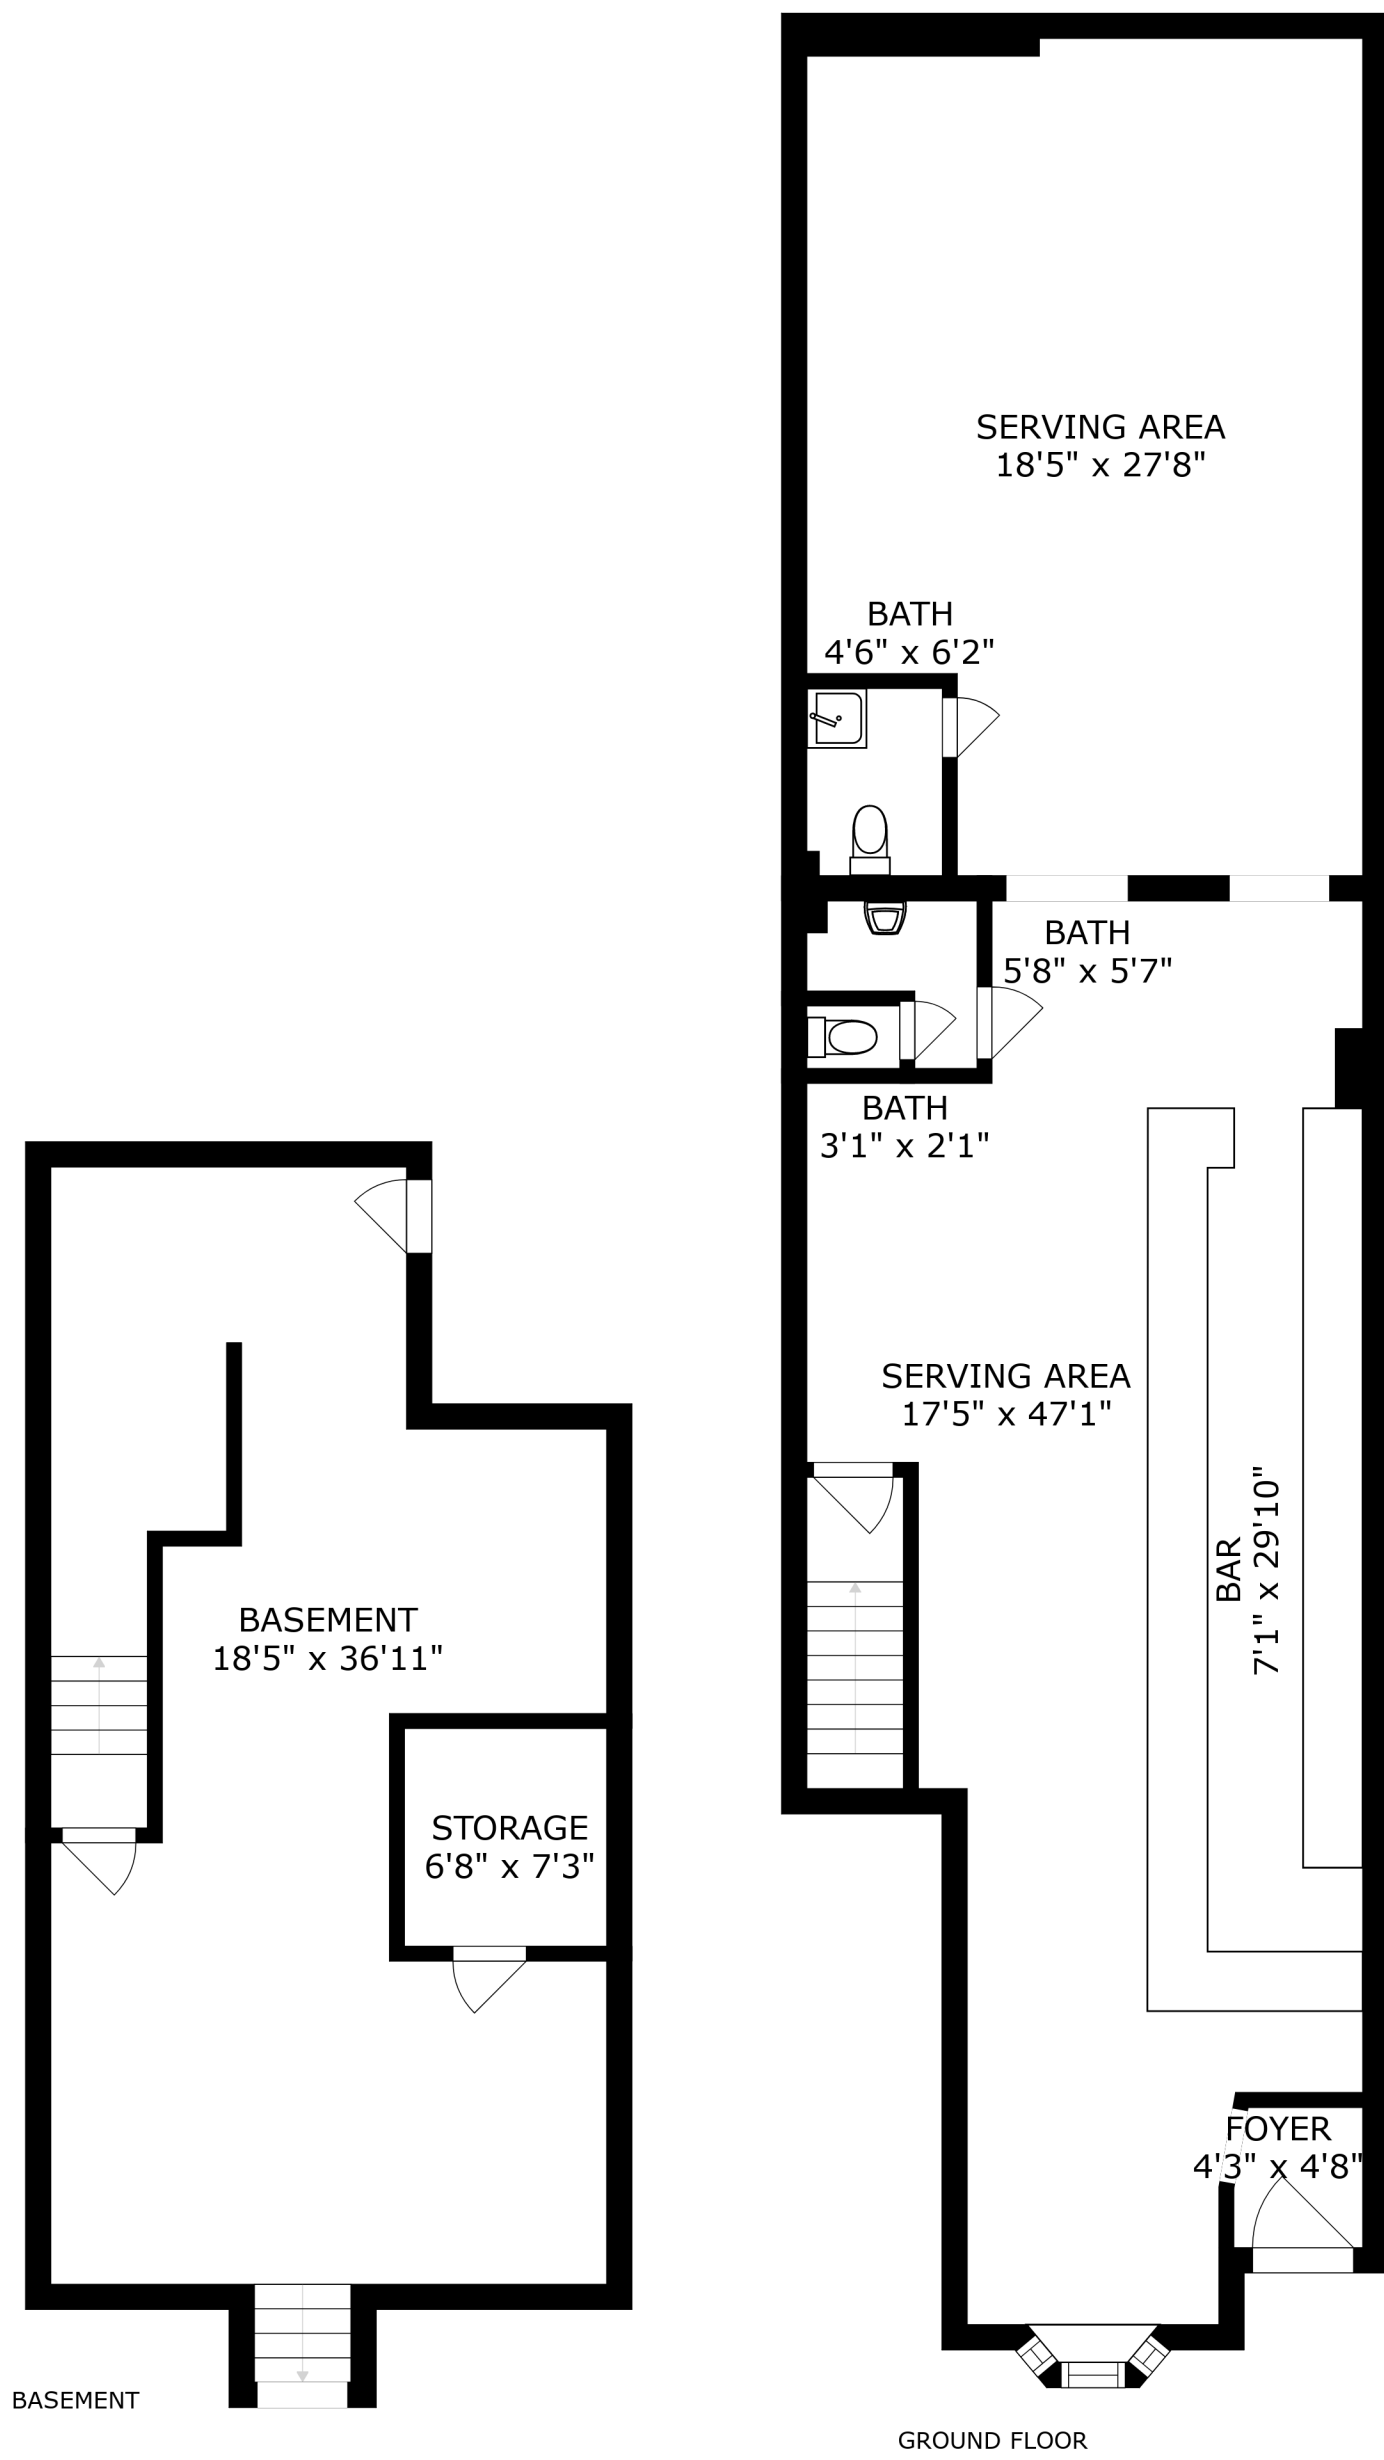 SERVING AREA
18'5" x 27'8"
BATH
4'6" x 6'2"
BATH
5'8" x 5'7"
BATH
3'1" x 2'1"
SERVING AREA
17'5" x 47'1"
BAR
7'1" x 29'10"
BASEMENT
18'5" x 36'11"
STORAGE
6'8" x 7'3"
FOYER
4'3" x 4'8"
BASEMENT
GROUND FLOOR